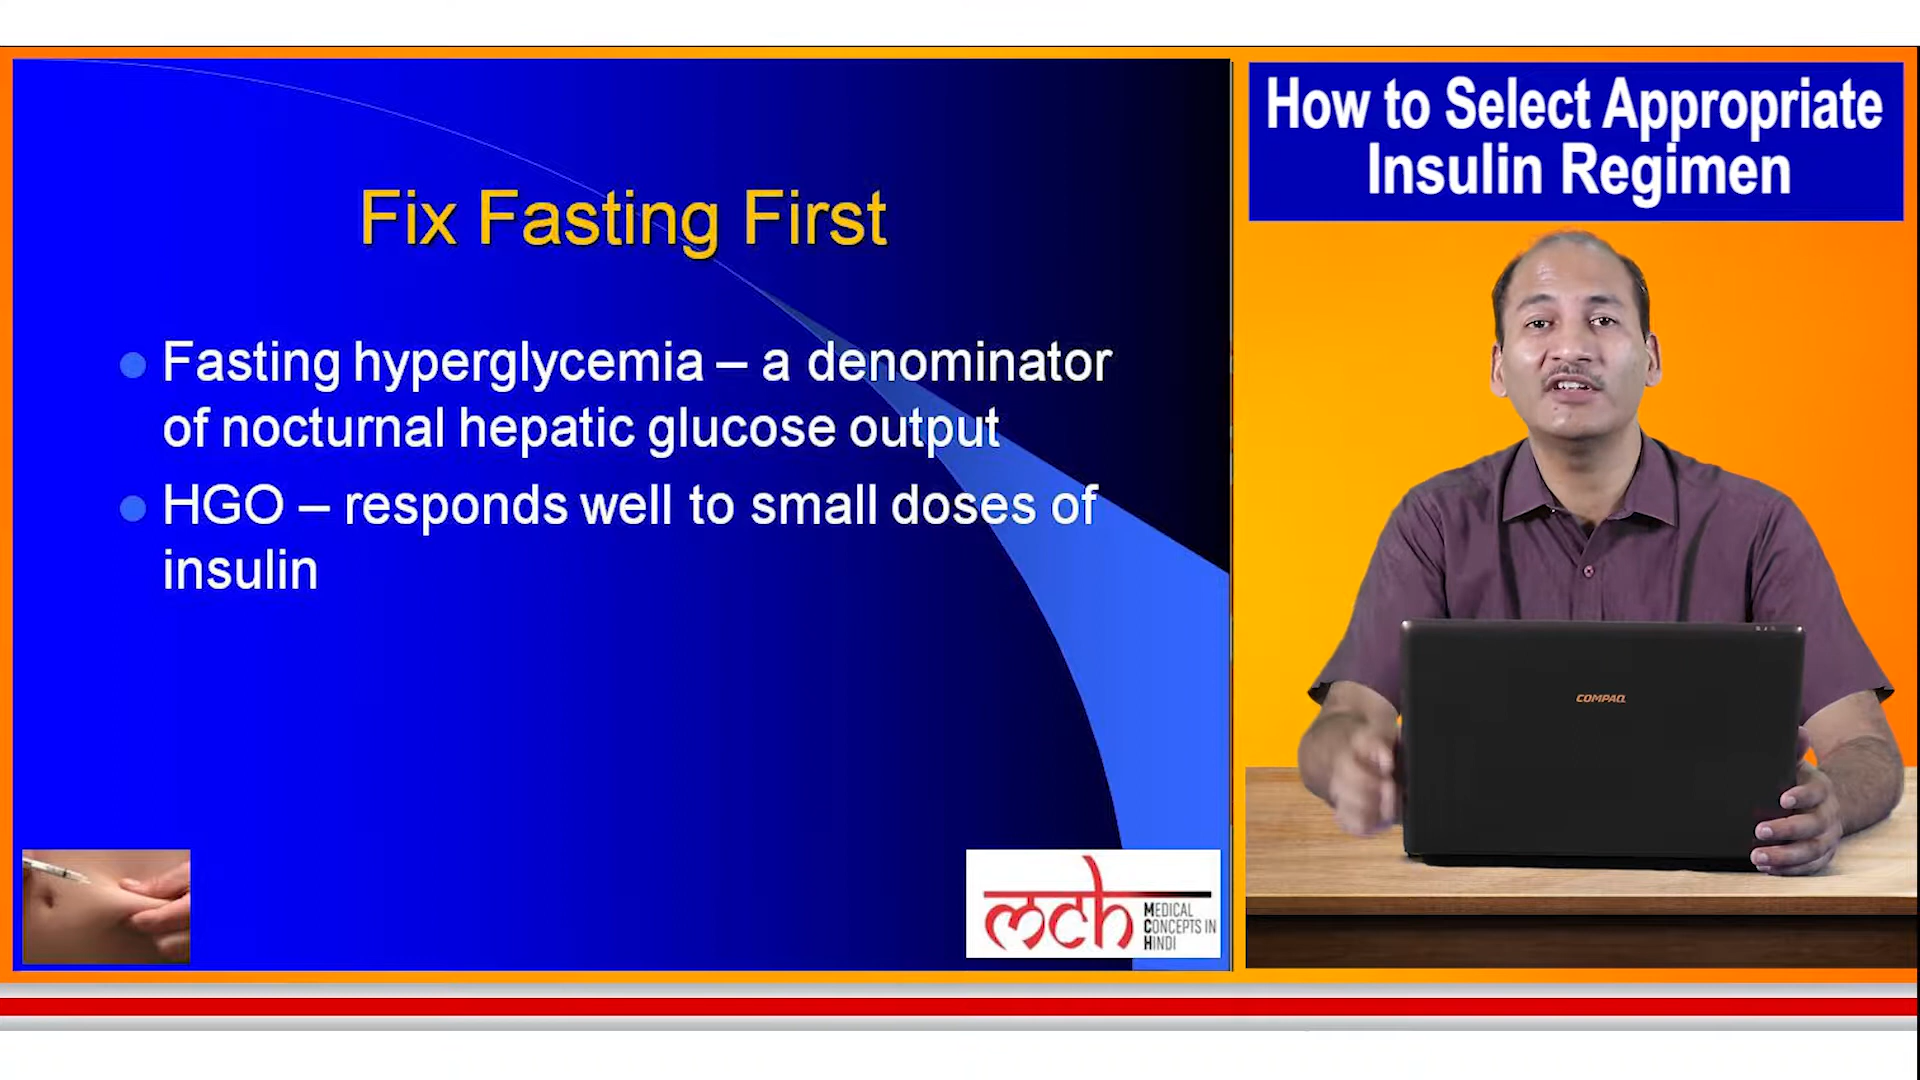 How to Select Appropriate
Insulin Regimen
Fix Fasting First
Fasting hyperglycemia – a denominator
of nocturnal hepatic glucose output
HGO – responds well to small doses of
insulin
COMPAQ
mch
MEDICAL
CONCEPTS IN
HINDI